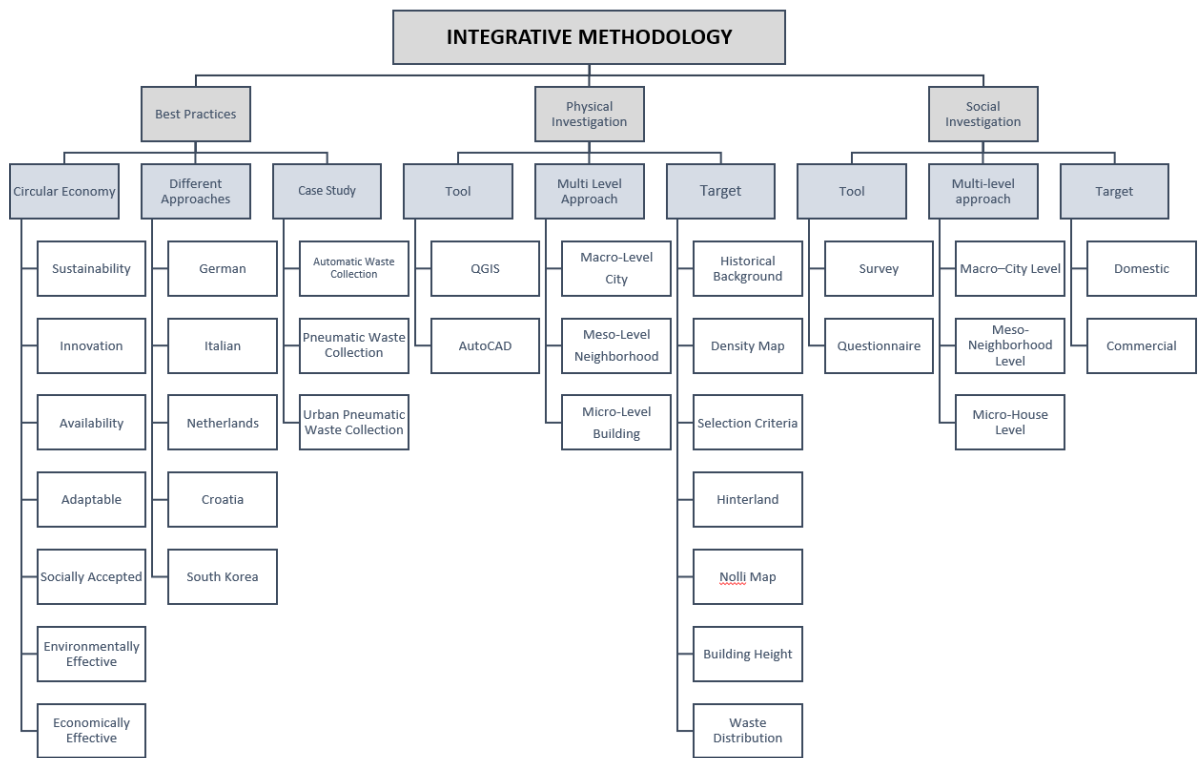 INTEGRATIVE METHODOLOGY
Best Practices
Physical
Investigation
Social
Investigation
Circular Economy
Different
Approaches
Case Study
Tool
Multi Level
Approach
Target
Tool
Multi-level
approach
Target
Sustainability
Innovation
Availability
Adaptable
Socially Accepted
Environmentally
Effective
Economically
Effective
German
Italian
Netherlands
Croatia
South Korea
Automatic Waste
Collection
Pneumatic Waste
Collection
Urban Pneumatic
Waste Collection
QGIS
AutoCAD
Macro-Level
City
Meso-Level
Neighborhood
Micro-Level
Building
Historical
Background
Density Map
Selection Criteria
Hinterland
Nolli Map
Building Height
Waste
Distribution
Survey
Questionnaire
Macro–City Level
Meso-
Neighborhood
Level
Micro-House
Level
Domestic
Commercial